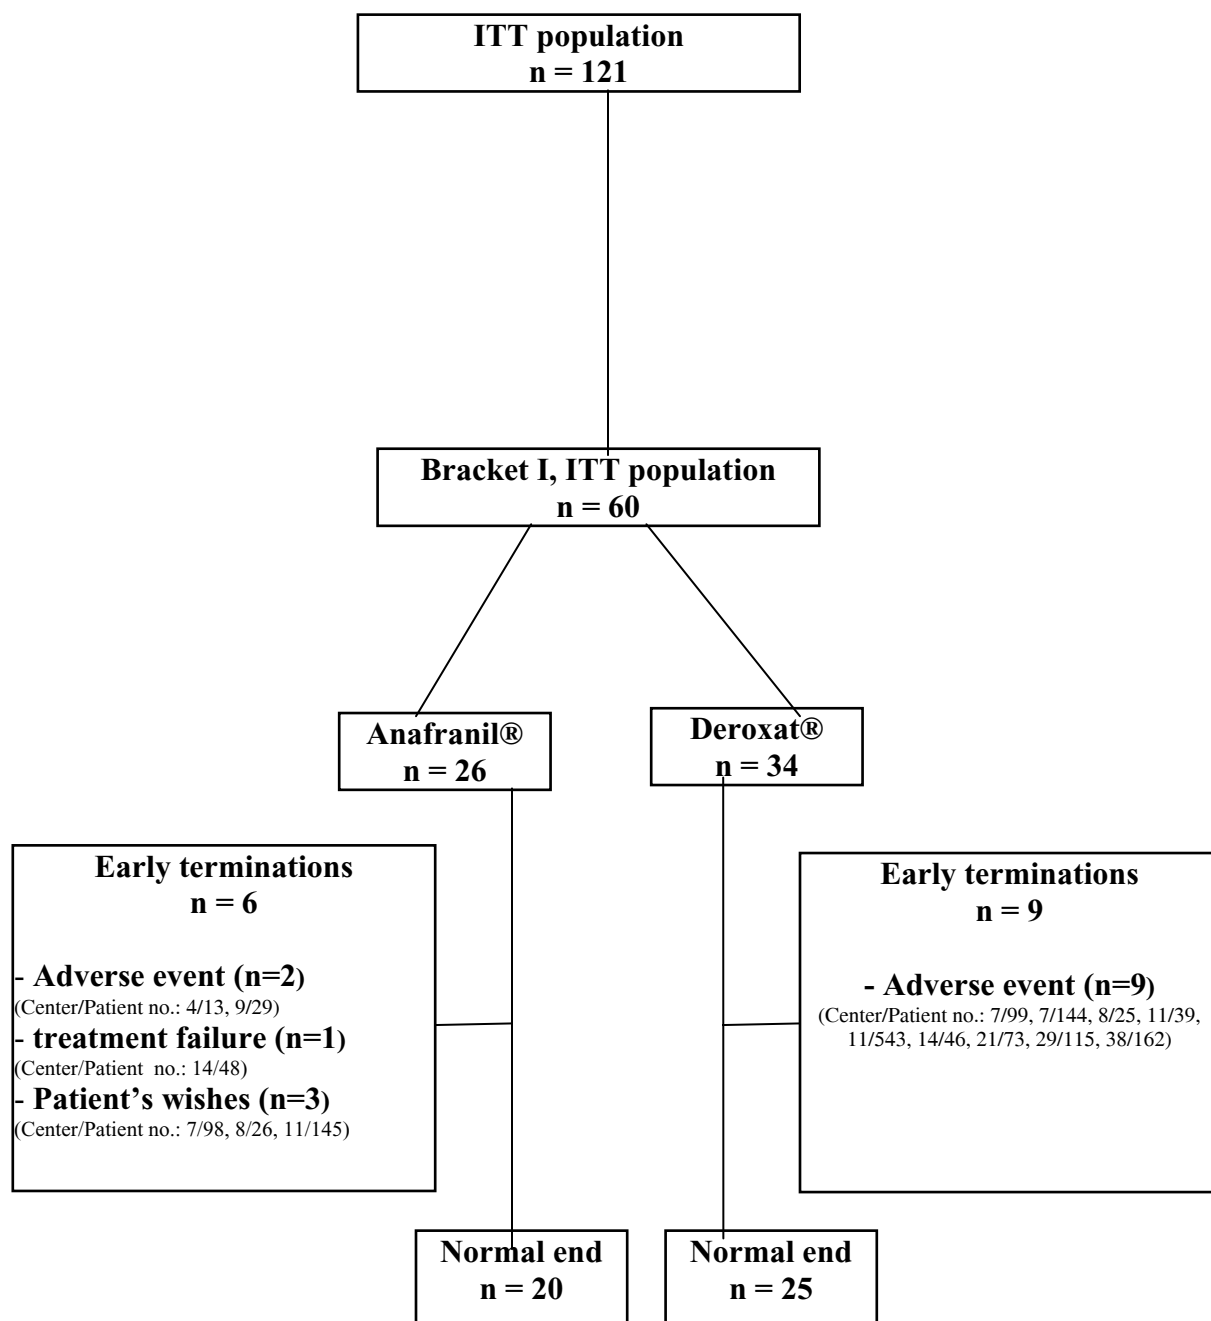 ITT population
n = 121
Bracket I, ITT population
n = 60
Anafranil®
n = 26
Deroxat®
n = 34
Early terminations
n = 6
- Adverse event (n=2)
(Center/Patient no.: 4/13, 9/29)
- treatment failure (n=1)
(Center/Patient no.: 14/48)
- Patient's wishes (n=3)
(Center/Patient no.: 7/98, 8/26, 11/145)
Early terminations
n = 9
- Adverse event (n=9)
(Center/Patient no.: 7/99, 7/144, 8/25, 11/39,
11/543, 14/46, 21/73, 29/115, 38/162)
Normal end
n = 20
Normal end
n = 25